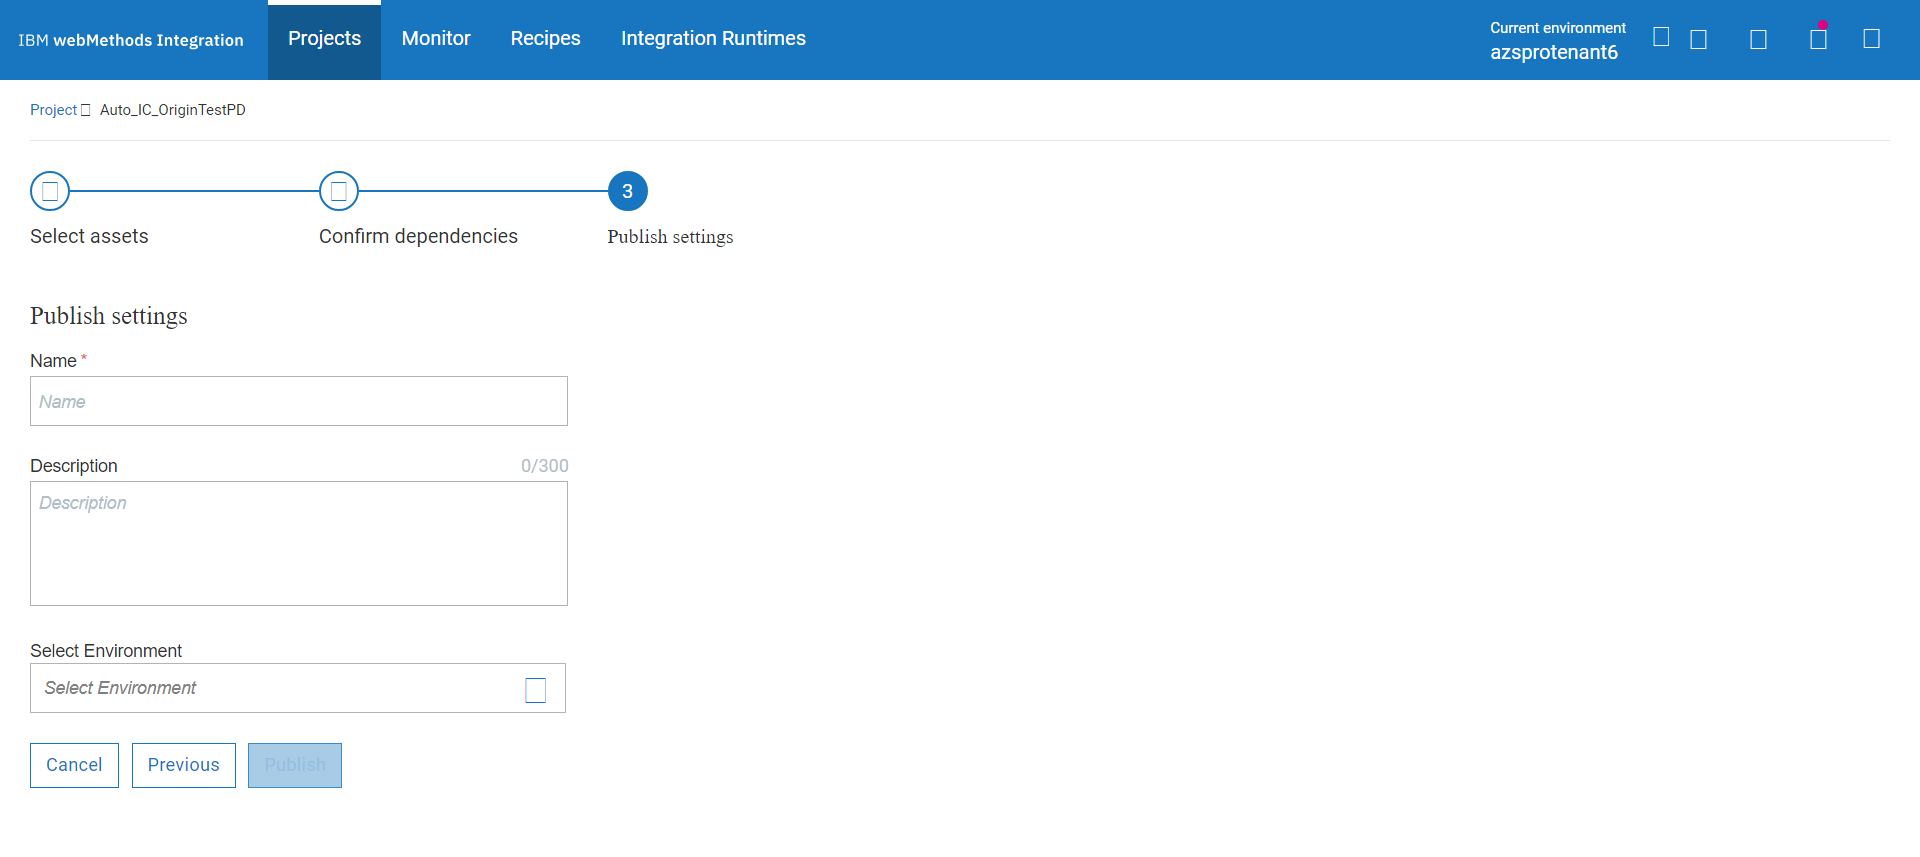 IBM webMethods Integration
Projects
Monitor
Recipes
Integration Runtimes
Current environment
azsprotenant6
Project
Auto_IC_OriginTestPD
3
Select assets
Confirm dependencies
Publish settings
Publish settings
Name *
Name
Description
0/300
Description
Select Environment
Select Environment
Cancel
Previous
Publish